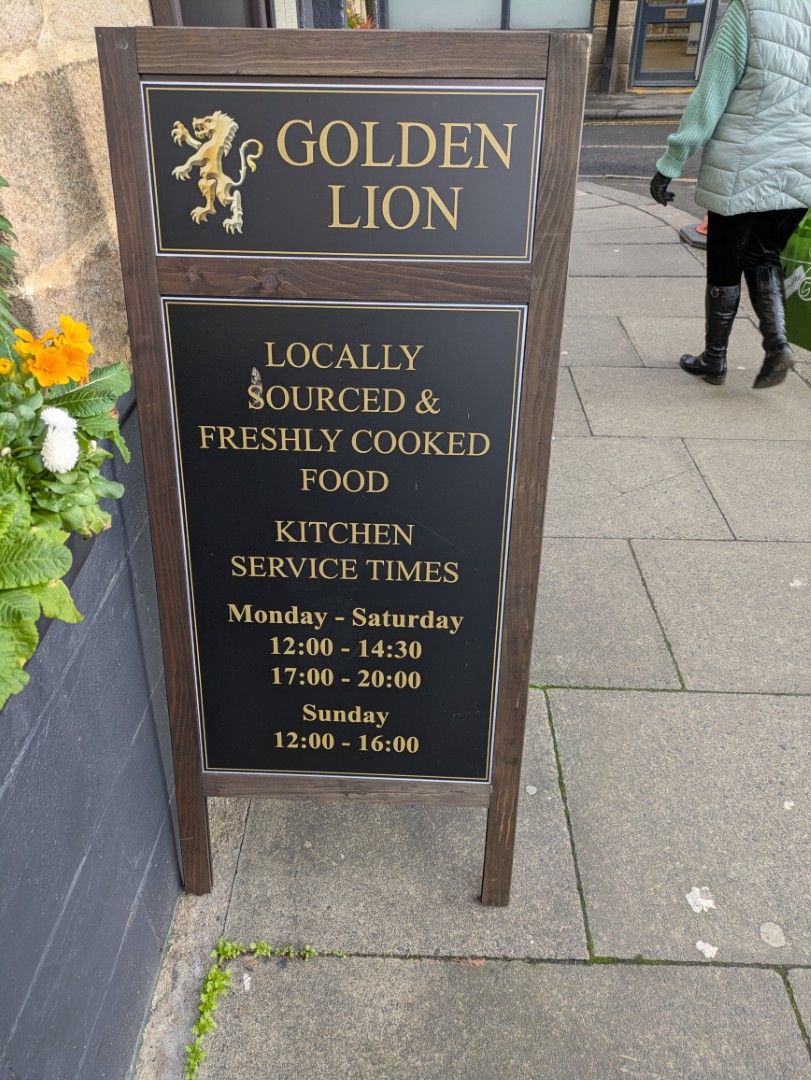 GOLDEN
LION
LOCALLY
SOURCED &
FRESHLY COOKED
FOOD
KITCHEN
SERVICE TIMES
Monday - Saturday
12:00 - 14:30
17:00 - 20:00
Sunday
12:00 - 16:00